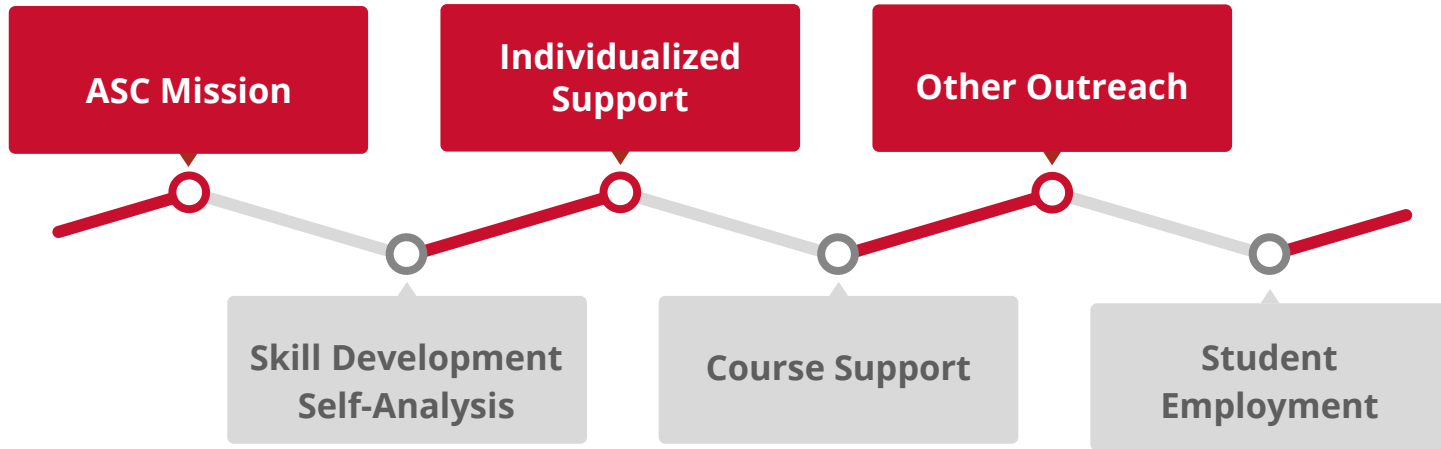 ASC Mission
Individualized
Support
Other Outreach
Skill Development
Self-Analysis
Course Support
Student
Employment